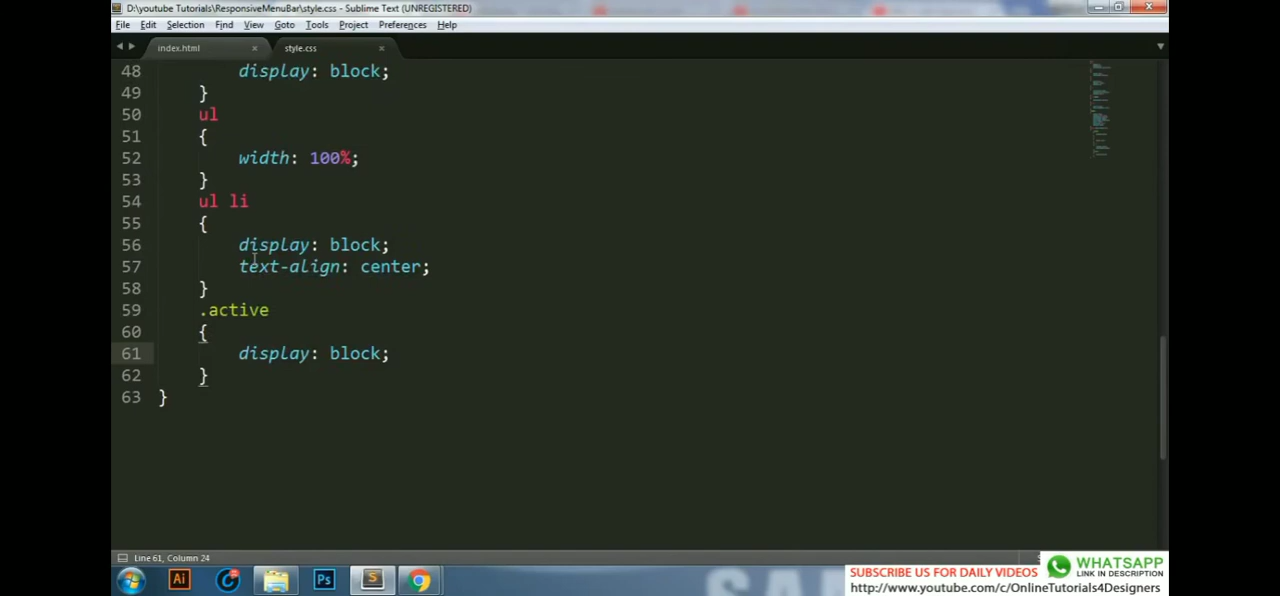 D:\youtube Tutorials\ResponsiveMenuBar\style.css - Sublime Text (UNREGISTERED)
File Edit Selection Find View Goto Tools Project Preferences Help
index.html style.css
48 display: block;
49 }
50 ul
51 {
52 width: 100%;
53 }
54 ul li
55 {
56 display: block;
57 text-align: center;
58 }
59 .active
60 {
61 display: block;
62 }
63 }
Line 61, Column 24
Ai Ps
SUBSCRIBE US FOR DAILY VIDEOS
WHATSAPP
LINK IN DESCRIPTION
http://www.youtube.com/c/OnlineTutorials4Designers